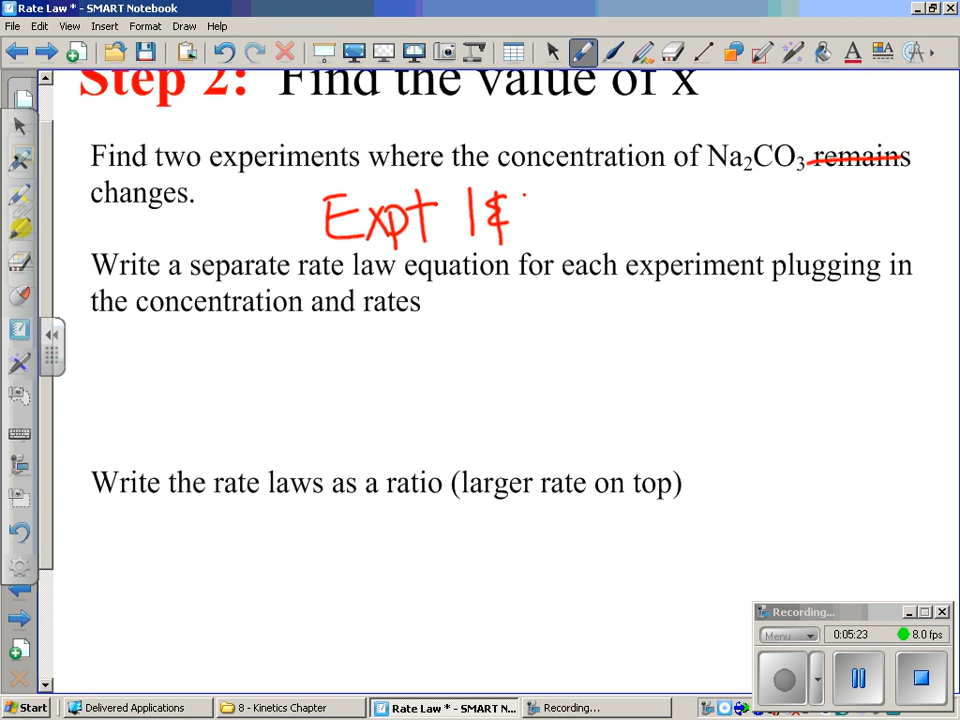 Rate Law * - SMART Notebook
File Edit View Insert Format Draw Help
Step 2: Find the value of x
Find two experiments where the concentration of Na₂CO₃ remains
changes.
Expt 1 &
Write a separate rate law equation for each experiment plugging in
the concentration and rates
Write the rate laws as a ratio (larger rate on top)
Recording...
Menu 0:05:23 8.0 fps
Start Delivered Applications 8 - Kinetics Chapter Rate Law * - SMART N... Recording...